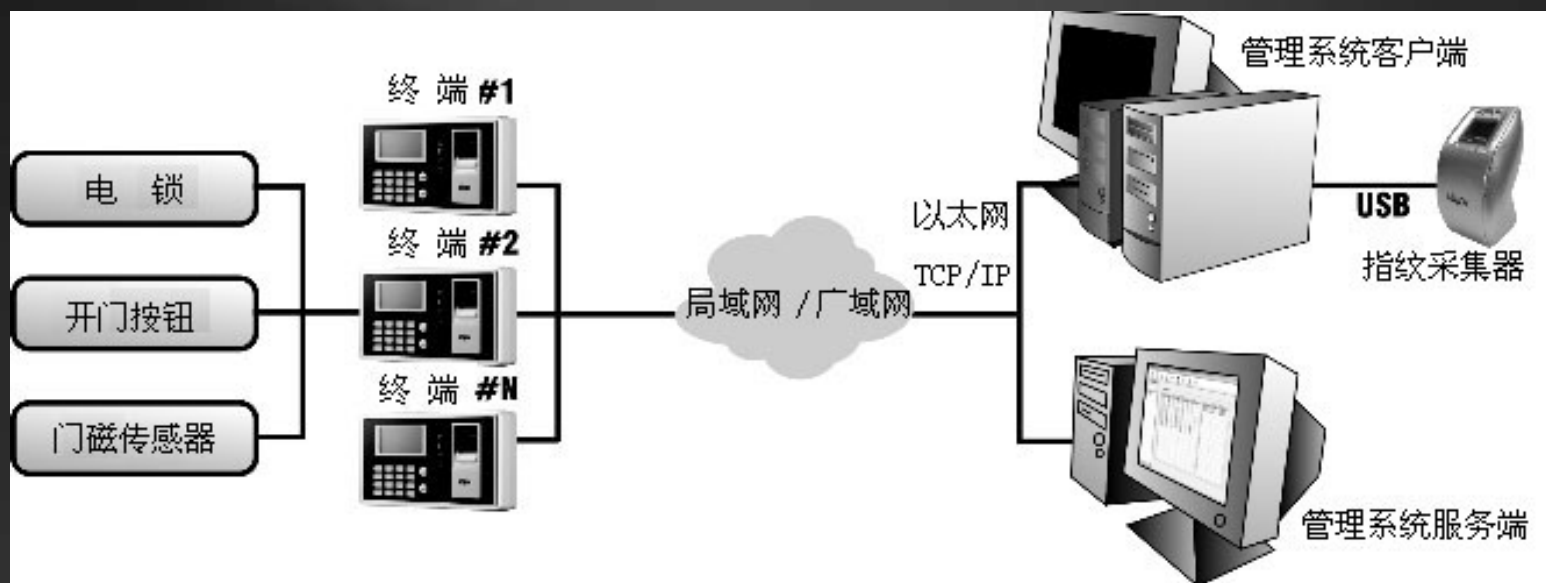 终 端 #1
电 锁
终 端 #2
开门按钮
终 端 #N
门磁传感器
局域网 / 广域网
以太网
TCP/IP
管理系统客户端
USB
指纹采集器
管理系统服务端